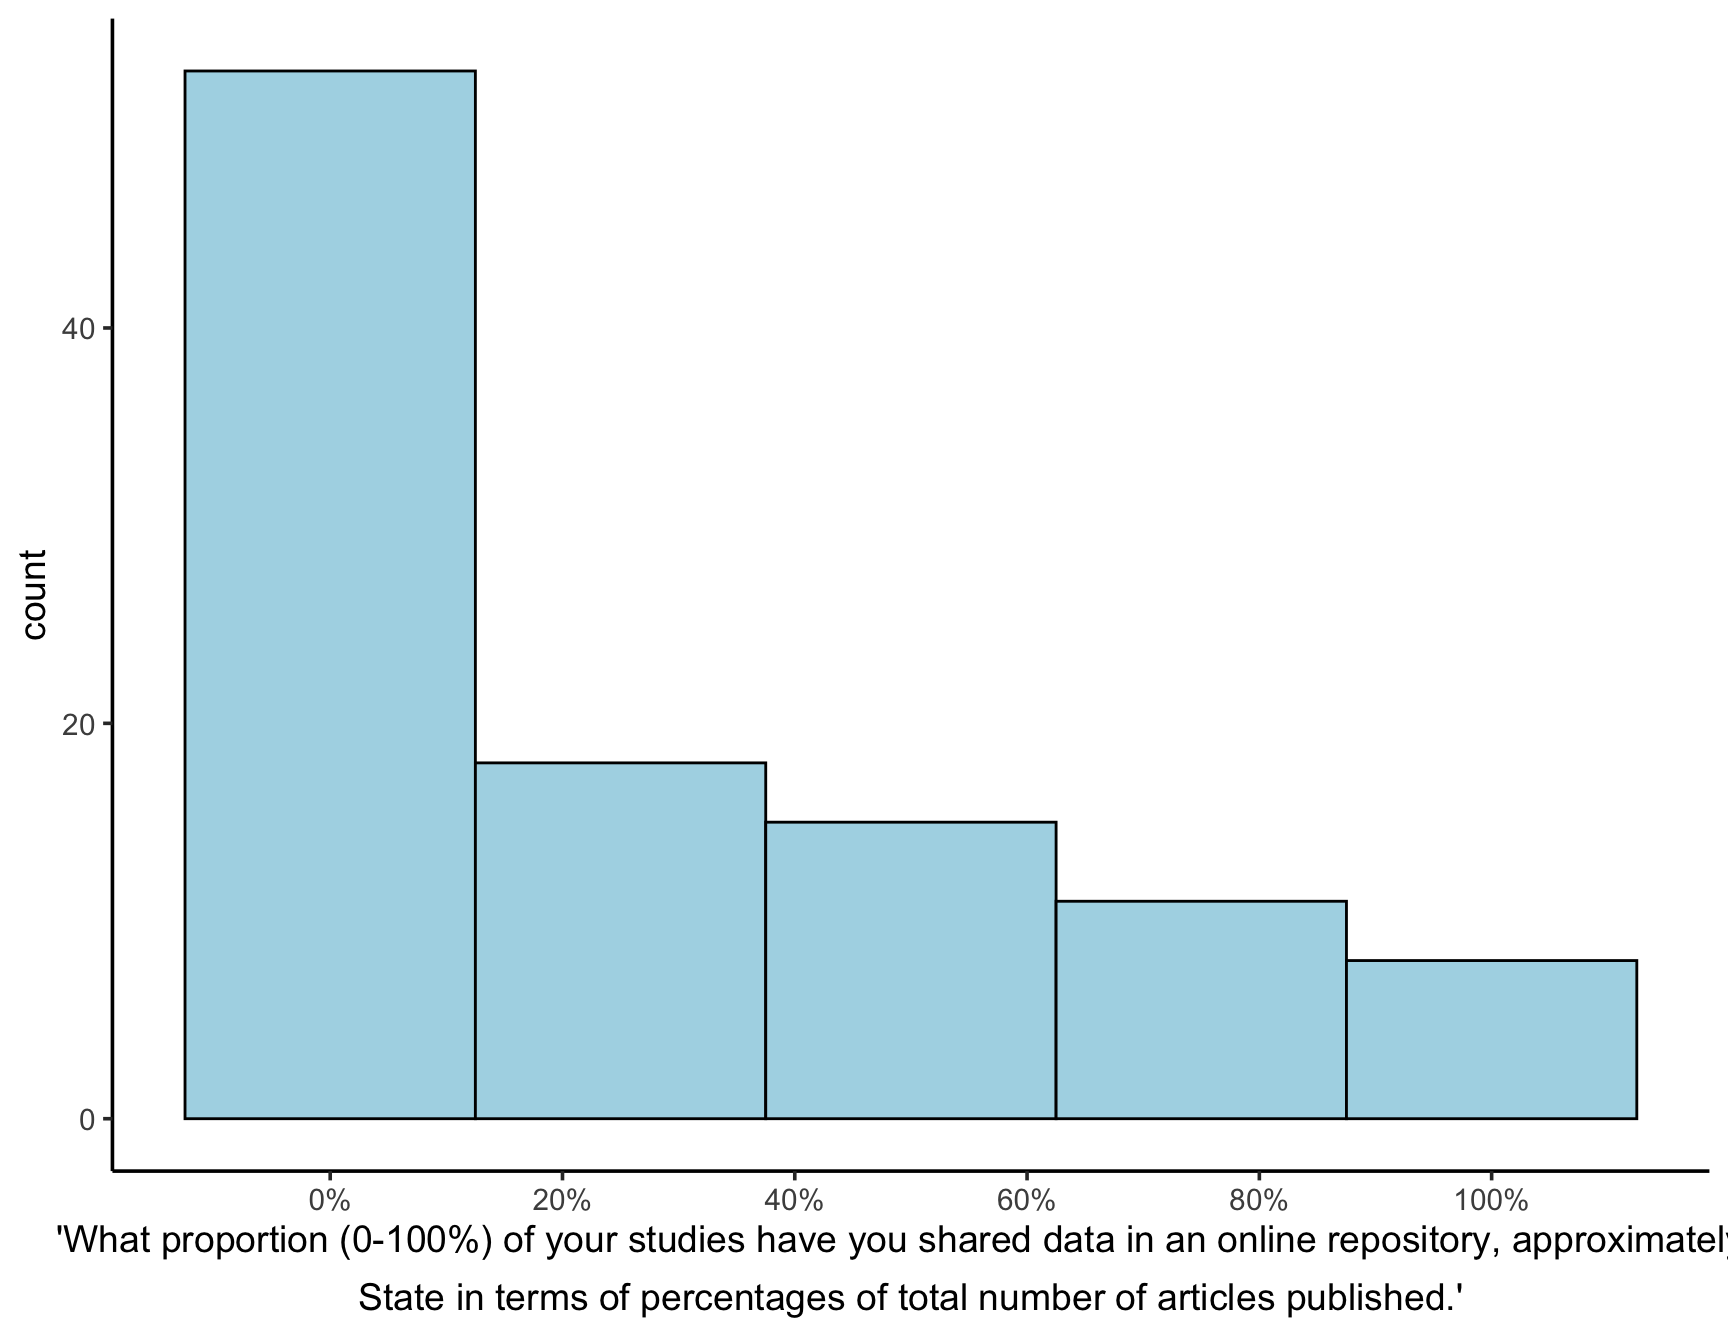 count
40
20
0
0% 20% 40% 60% 80% 100%
'What proportion (0-100%) of your studies have you shared data in an online repository,
State in terms of percentages of total number of articles published.'